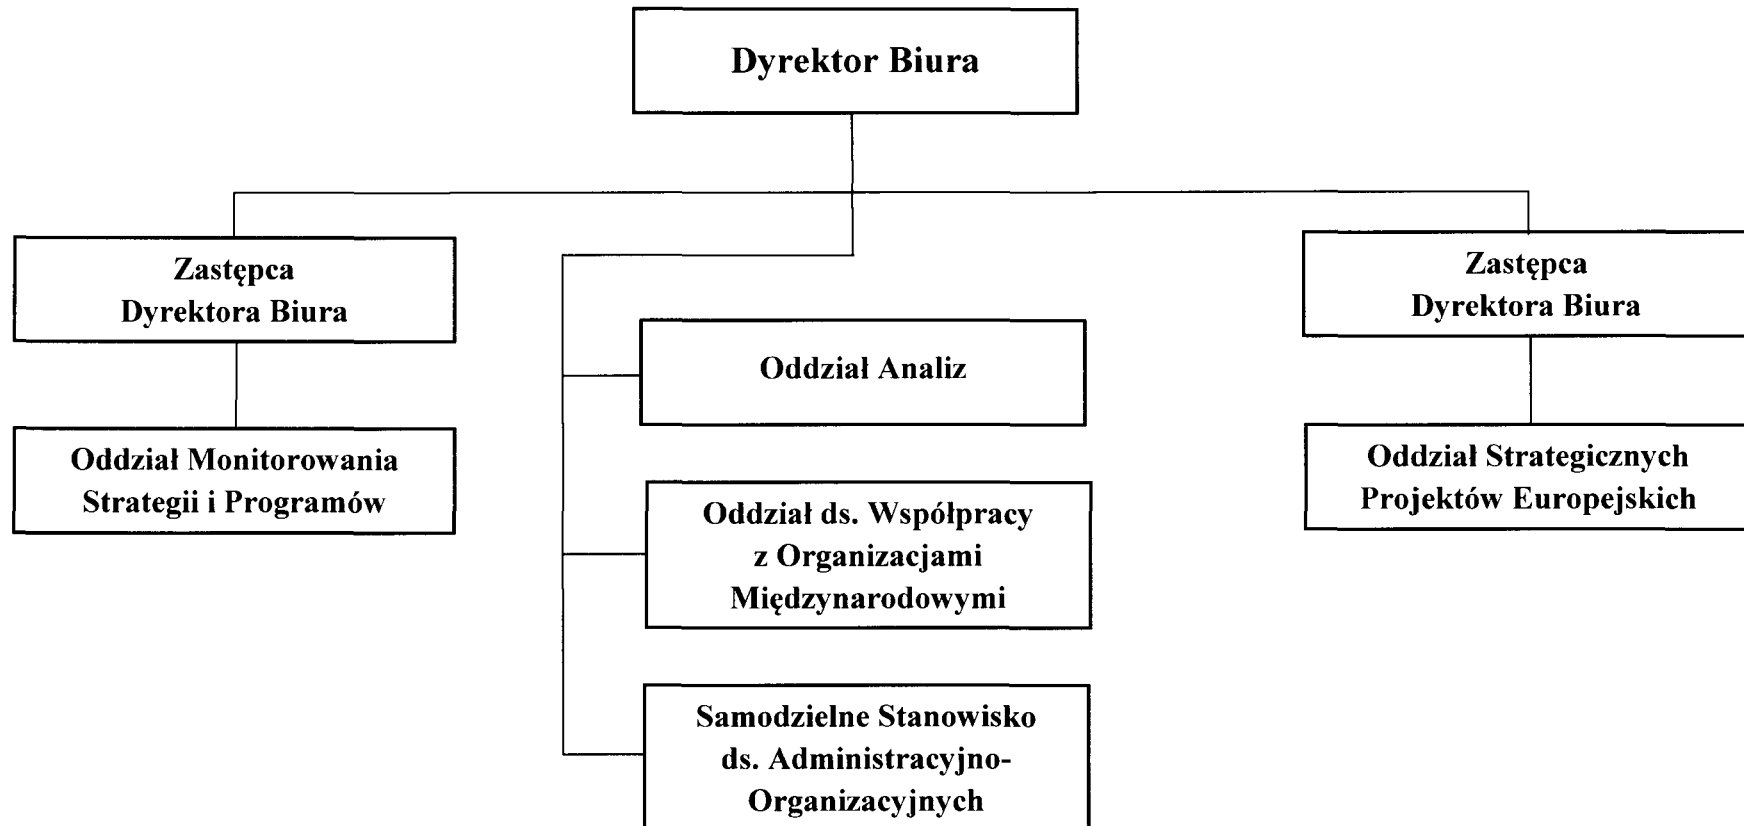 Dyrektor Biura
Zastępca
Dyrektora Biura
Oddział Monitorowania
Strategii i Programów
Oddział Analiz
Oddział ds. Współpracy
z Organizacjami
Międzynarodowymi
Samodzielne Stanowisko
ds. Administracyjno-
Organizacyjnych
Zastępca
Dyrektora Biura
Oddział Strategicznych
Projektów Europejskich